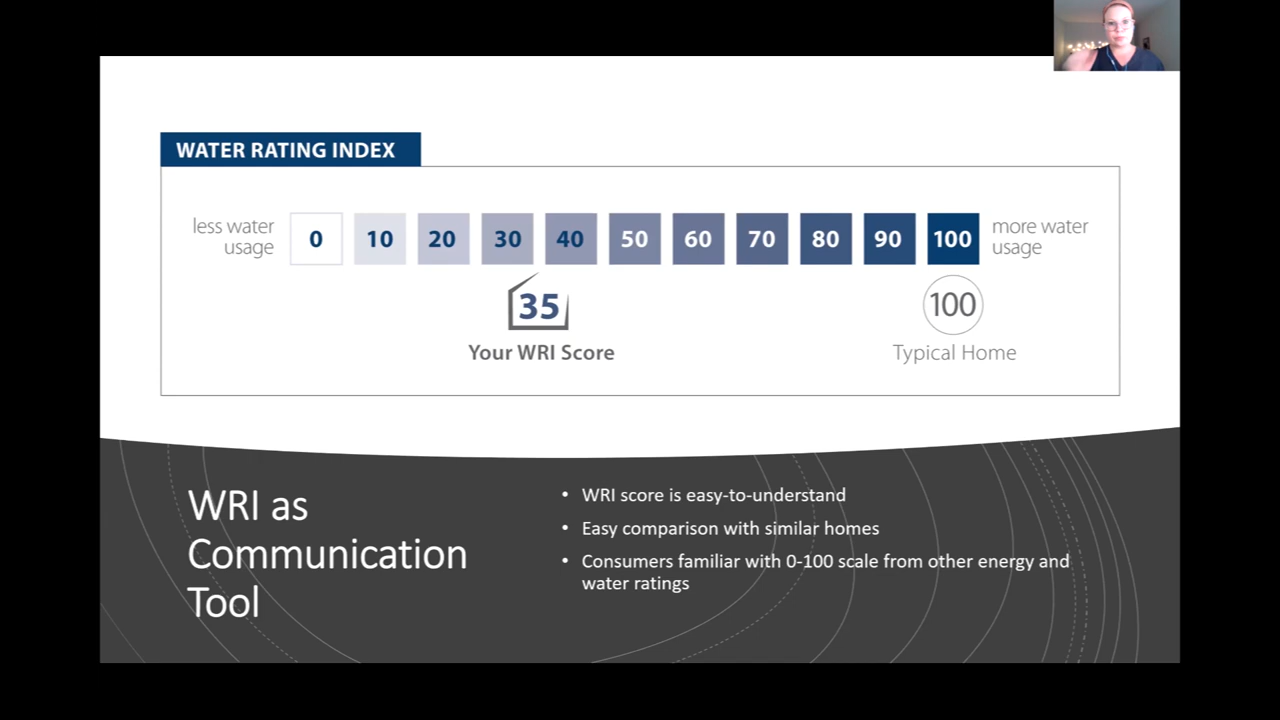 WATER RATING INDEX
less water
usage
0 10 20 30 40 50 60 70 80 90 100
more water
usage
35
Your WRI Score
100
Typical Home
WRI as
Communication
Tool
• WRI score is easy-to-understand
• Easy comparison with similar homes
• Consumers familiar with 0-100 scale from other energy and
water ratings